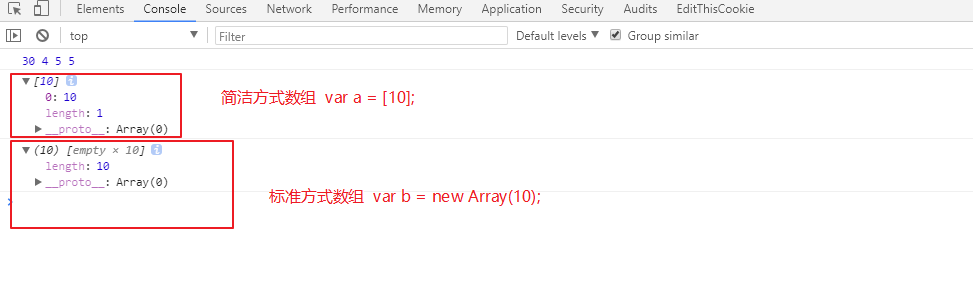 Elements Console Sources Network Performance Memory Application Security Audits EditThisCookie
top Filter Default levels Group similar
30 4 5 5
[10] i
0: 10
length: 1
__proto__: Array(0)
简洁方式数组 var a = [10];
(10) [empty × 10] i
length: 10
__proto__: Array(0)
标准方式数组 var b = new Array(10);